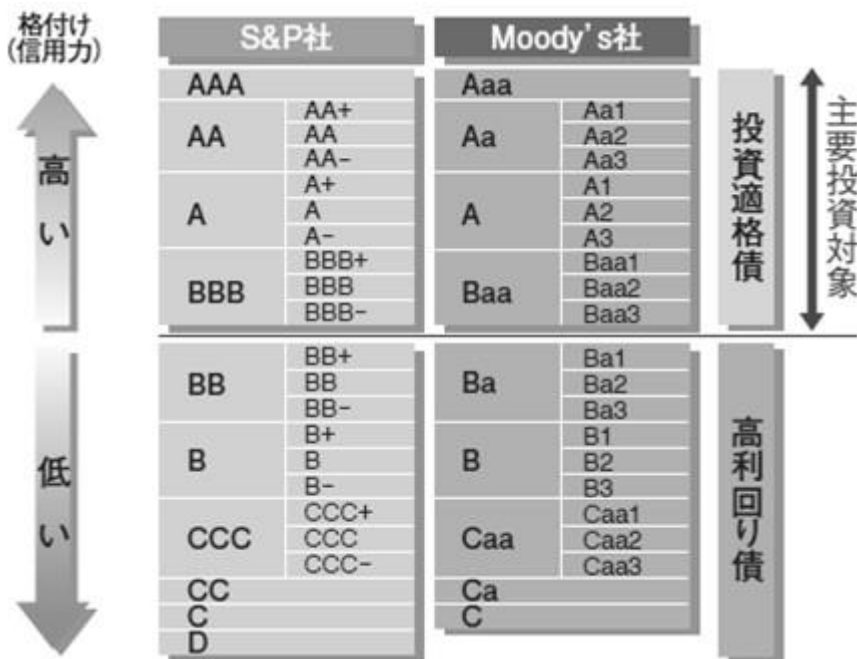 格付け
(信用力)
S&P社
Moody's社
AAA
Aaa
AA
AA+
AA
AA-
Aa
Aa1
Aa2
Aa3
A
A+
A
A-
A
A1
A2
A3
BBB
BBB+
BBB
BBB-
Baa
Baa1
Baa2
Baa3
高い
投資適格債
主要投資対象
BB
BB+
BB
BB-
Ba
Ba1
Ba2
Ba3
B
B+
B
B-
B
B1
B2
B3
CCC
CCC+
CCC
CCC-
Caa
Caa1
Caa2
Caa3
CC
Ca
C
C
D
低い
高利回り債